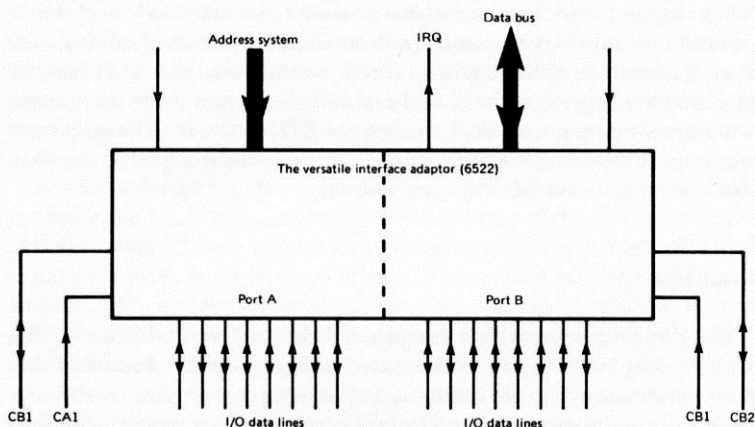 Data bus
Address system
IRQ
The versatile interface adaptor (6522)
Port A
Port B
CB1
CA1
I/O data lines
I/O data lines
CB1
CB2